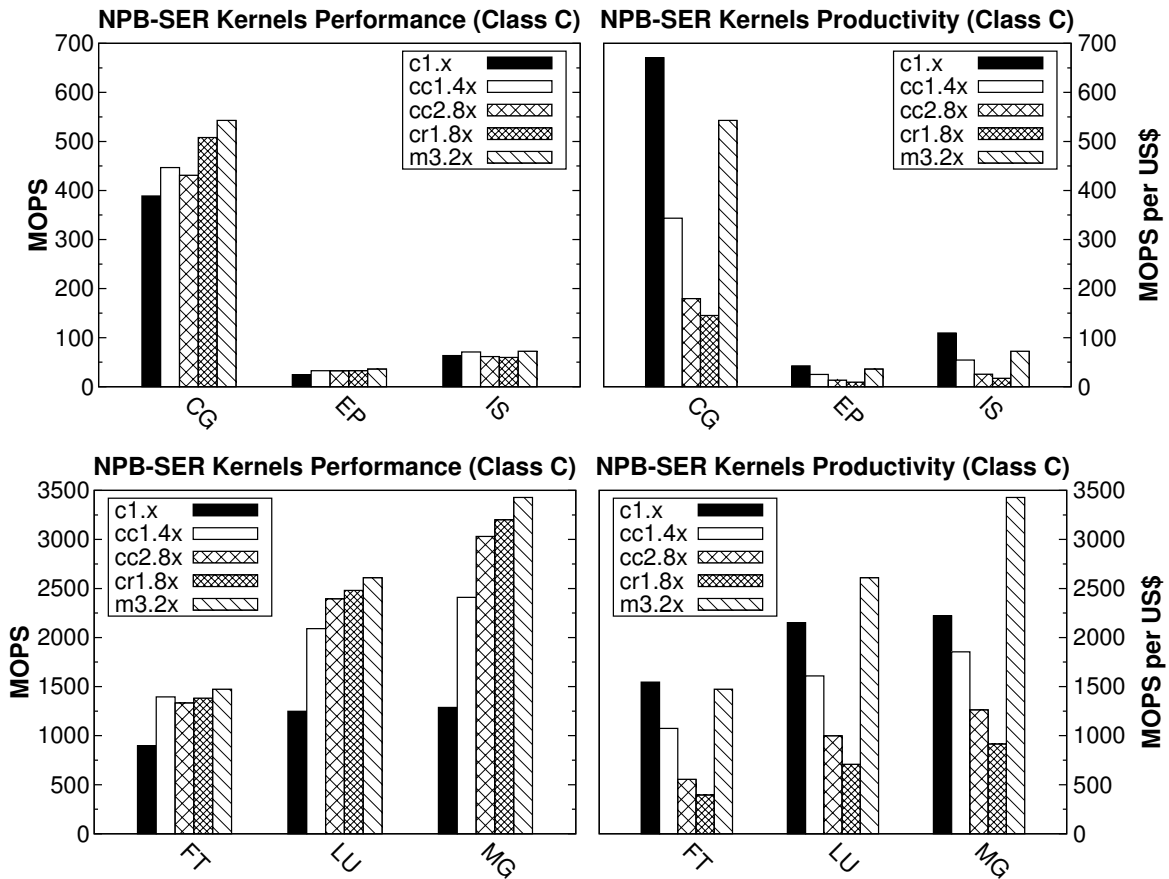 NPB-SER Kernels Performance (Class C)
NPB-SER Kernels Productivity (Class C)
MOPS
700
600
500
400
300
200
100
0
c1.x
cc1.4x
cc2.8x
cr1.8x
m3.2x
CG
EP
IS
c1.x
cc1.4x
cc2.8x
cr1.8x
m3.2x
CG
EP
IS
700
600
500
400
300
200
100
0
MOPS per US$
NPB-SER Kernels Performance (Class C)
NPB-SER Kernels Productivity (Class C)
MOPS
3500
3000
2500
2000
1500
1000
500
0
c1.x
cc1.4x
cc2.8x
cr1.8x
m3.2x
FT
LU
MG
c1.x
cc1.4x
cc2.8x
cr1.8x
m3.2x
FT
LU
MG
3500
3000
2500
2000
1500
1000
500
0
MOPS per US$